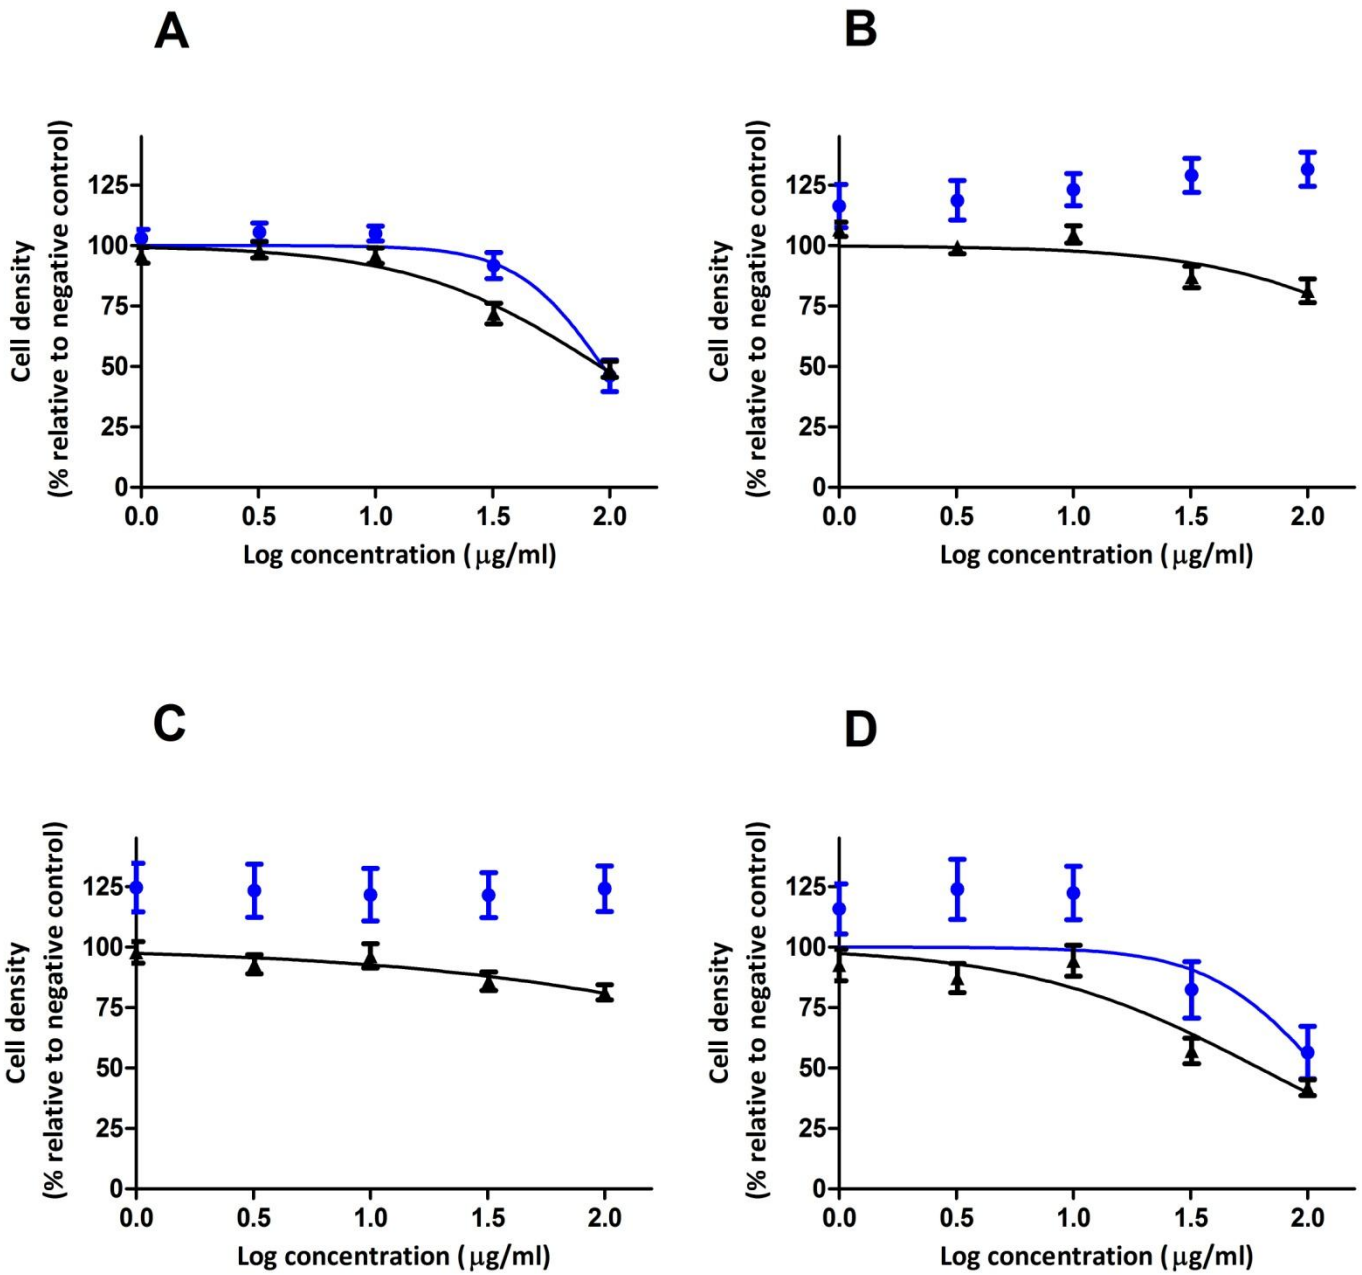 A
Cell density
(% relative to negative control)
125
100
75
50
25
0
0.0 0.5 1.0 1.5 2.0
Log concentration (μg/ml)
B
Cell density
(% relative to negative control)
125
100
75
50
25
0
0.0 0.5 1.0 1.5 2.0
Log concentration (μg/ml)
C
Cell density
(% relative to negative control)
125
100
75
50
25
0
0.0 0.5 1.0 1.5 2.0
Log concentration (μg/ml)
D
Cell density
(% relative to negative control)
125
100
75
50
25
0
0.0 0.5 1.0 1.5 2.0
Log concentration (μg/ml)